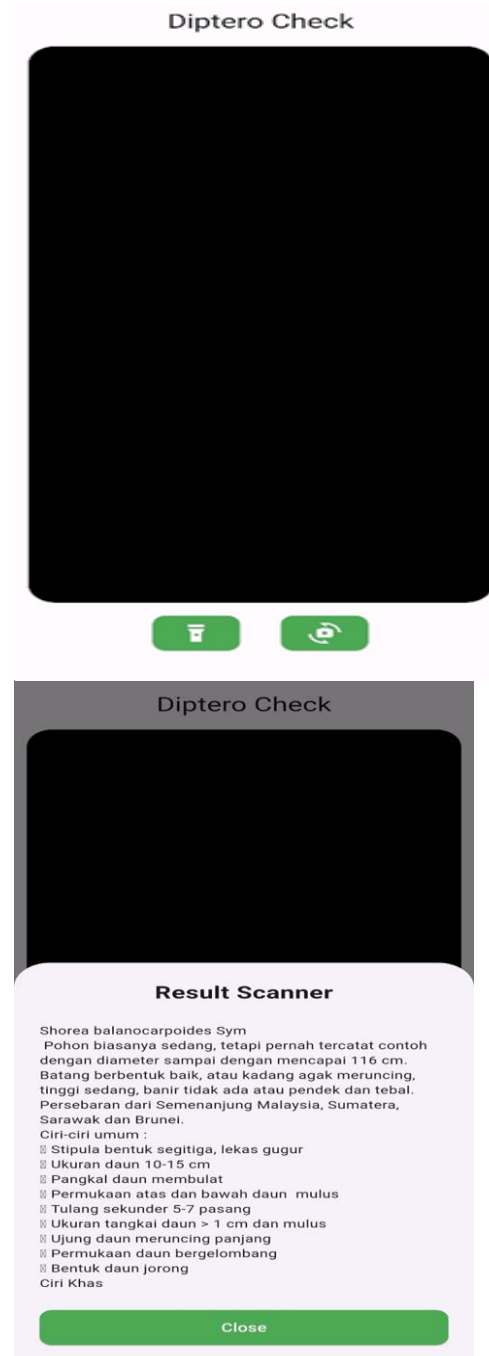 Diptero Check
Diptero Check
Result Scanner
Shorea balanocarpoides Sym
Pohon biasanya sedang, tetapi pernah tercatat contoh
dengan diameter sampai dengan mencapai 116 cm.
Batang berbentuk baik, atau kadang agak meruncing,
tinggi sedang, banir tidak ada atau pendek dan tebal.
Persebaran dari Semenanjung Malaysia, Sumatera,
Sarawak dan Brunei.
Ciri-ciri umum :
Stipula bentuk segitiga, lekas gugur
Ukuran daun 10-15 cm
Pangkal daun membulat
Permukaan atas dan bawah daun mulus
Tulang sekunder 5-7 pasang
Ukuran tangkai daun > 1 cm dan mulus
Ujung daun meruncing panjang
Permukaan daun bergelombang
Bentuk daun jorong
Ciri Khas
Close